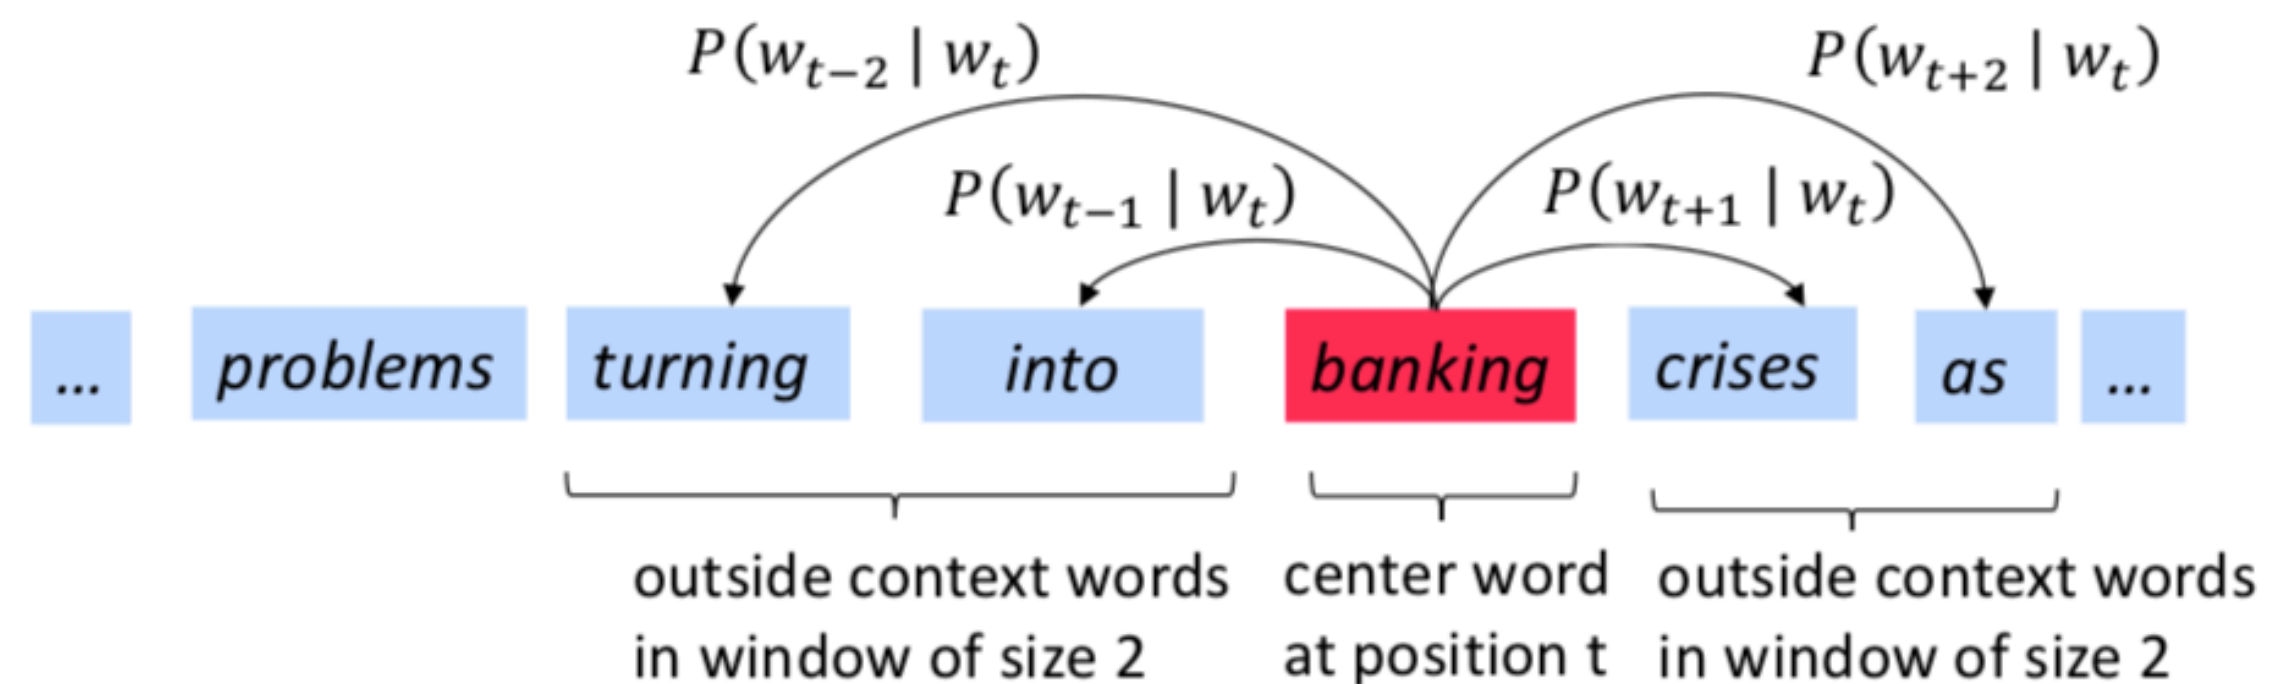 P(w_{t−2} | w_t)
P(w_{t+2} | w_t)
P(w_{t−1} | w_t)
P(w_{t+1} | w_t)
... problems turning into banking crises as ...
outside context words
in window of size 2
center word
at position t
outside context words
in window of size 2